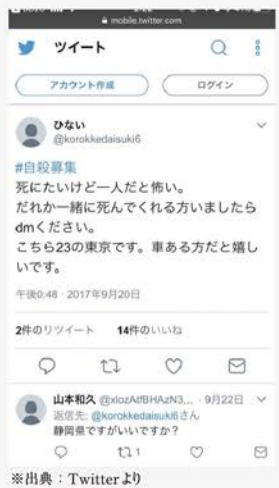 mobile.twitter.com
ツイート
アカウント作成
ログイン
ひない
@korokkedaisuki6
#自殺募集
死にたいけど一人だと怖い。
だれか一緒に死んでくれる方いましたら
dmください。
こちら23の東京です。車ある方だと嬉し
いです。
午後0:48・2017年9月20日
2件のリツイート 14件のいいね
山本和久 @xlozAtfBHAzN3...・9月22日
返信先: @korokkedaisuki6さん
静岡県ですがいいですか？
1
※出典：Twitterより